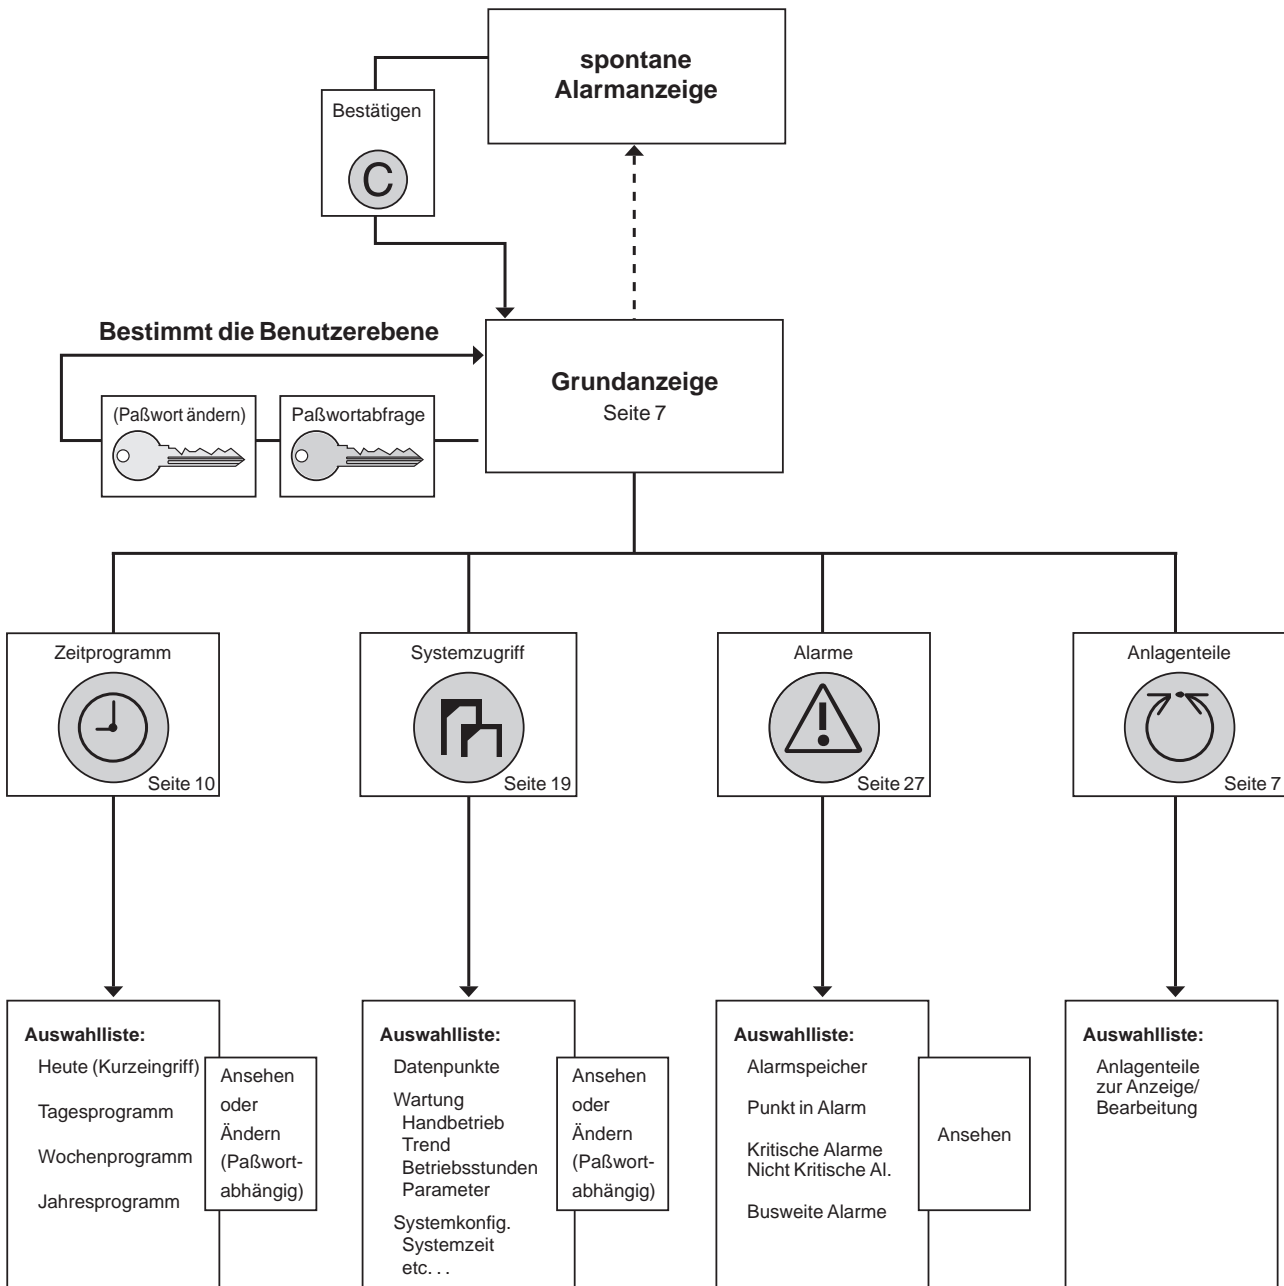 spontane
Alarmanzeige
Bestätigen
C
Bestimmt die Benutzerebene
Grundanzeige
Seite 7
(Paßwort ändern)
Paßwortabfrage
Zeitprogramm
Seite 10
Systemzugriff
Seite 19
Alarme
Seite 27
Anlagenteile
Seite 7
Auswahlliste:
Heute (Kurzeingriff)
Tagesprogramm
Wochenprogramm
Jahresprogramm
Ansehen
oder
Ändern
(Paßwort-
abhängig)
Auswahlliste:
Datenpunkte
Wartung
Handbetrieb
Trend
Betriebsstunden
Parameter
Systemkonfig.
Systemzeit
etc. . .
Ansehen
oder
Ändern
(Paßwort-
abhängig)
Auswahlliste:
Alarmspeicher
Punkt in Alarm
Kritische Alarme
Nicht Kritische Al.
Busweite Alarme
Ansehen
Auswahlliste:
Anlagenteile
zur Anzeige/
Bearbeitung